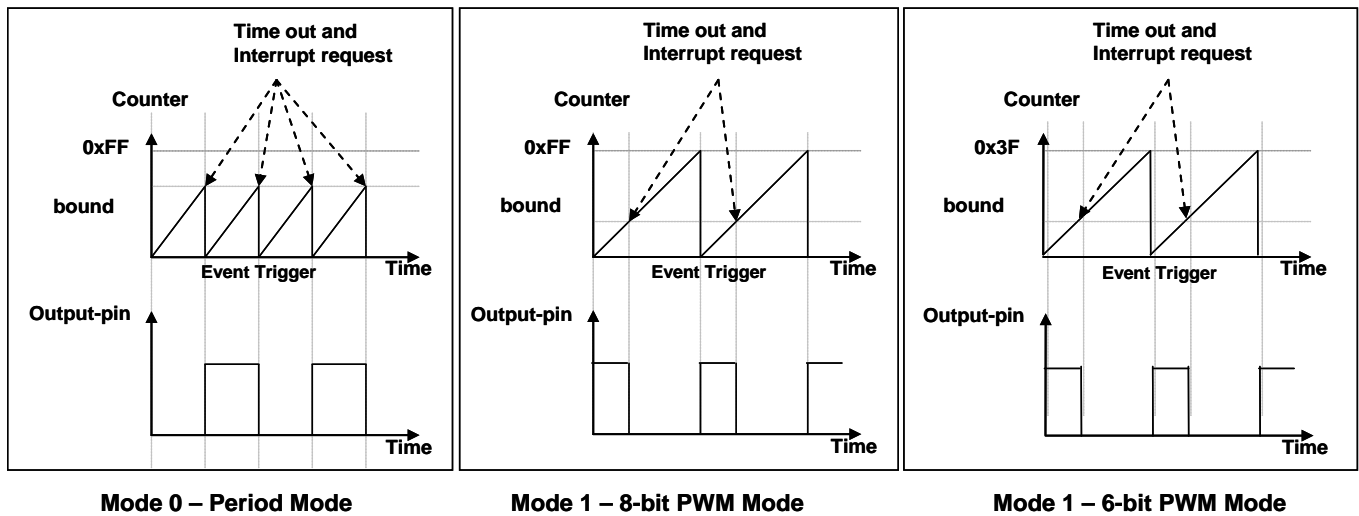 Time out and
Interrupt request
Counter
0xFF
bound
Event Trigger
Time
Output-pin
Time
Mode 0 – Period Mode
Time out and
Interrupt request
Counter
0xFF
bound
Event Trigger
Time
Output-pin
Time
Mode 1 – 8-bit PWM Mode
Time out and
Interrupt request
Counter
0x3F
bound
Event Trigger
Time
Output-pin
Time
Mode 1 – 6-bit PWM Mode